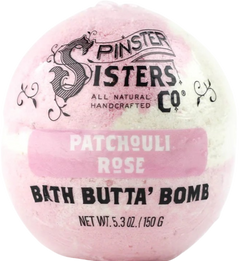 SPINSTER
SISTERS.
Co
ALL NATURAL
HANDCRAFTED
PATCHOULI
ROSE
BATH BUTTA' BOMB
NET WT. 5.3 OZ. / 150 G